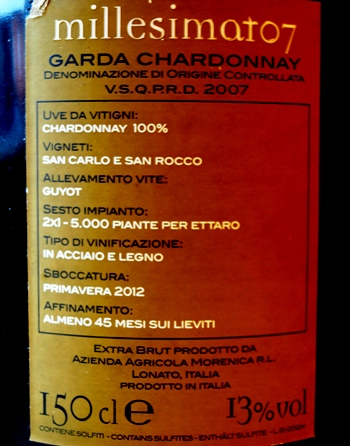 millesimato7
GARDA CHARDONNAY
DENOMINAZIONE DI ORIGINE CONTROLLATA
V.S.Q.P.R.D. 2007
UVE DA VITIGNI:
CHARDONNAY 100%
VIGNETI:
SAN CARLO E SAN ROCCO
ALLEVAMENTO VITE:
GUYOT
SESTO IMPIANTO:
2X1 - 5.000 PIANTE PER ETTARO
TIPO DI VINIFICAZIONE:
IN ACCIAIO E LEGNO
SBOCCATURA:
PRIMAVERA 2012
AFFINAMENTO:
ALMENO 45 MESI SUI LIEVITI
EXTRA BRUT PRODOTTO DA
AZIENDA AGRICOLA MORENICA R.L.
LONATO, ITALIA
PRODOTTO IN ITALIA
150 cl e 13%vol
CONTIENE SOLFITI - CONTAINS SULFITES - ENTHÄLT SULFITE -